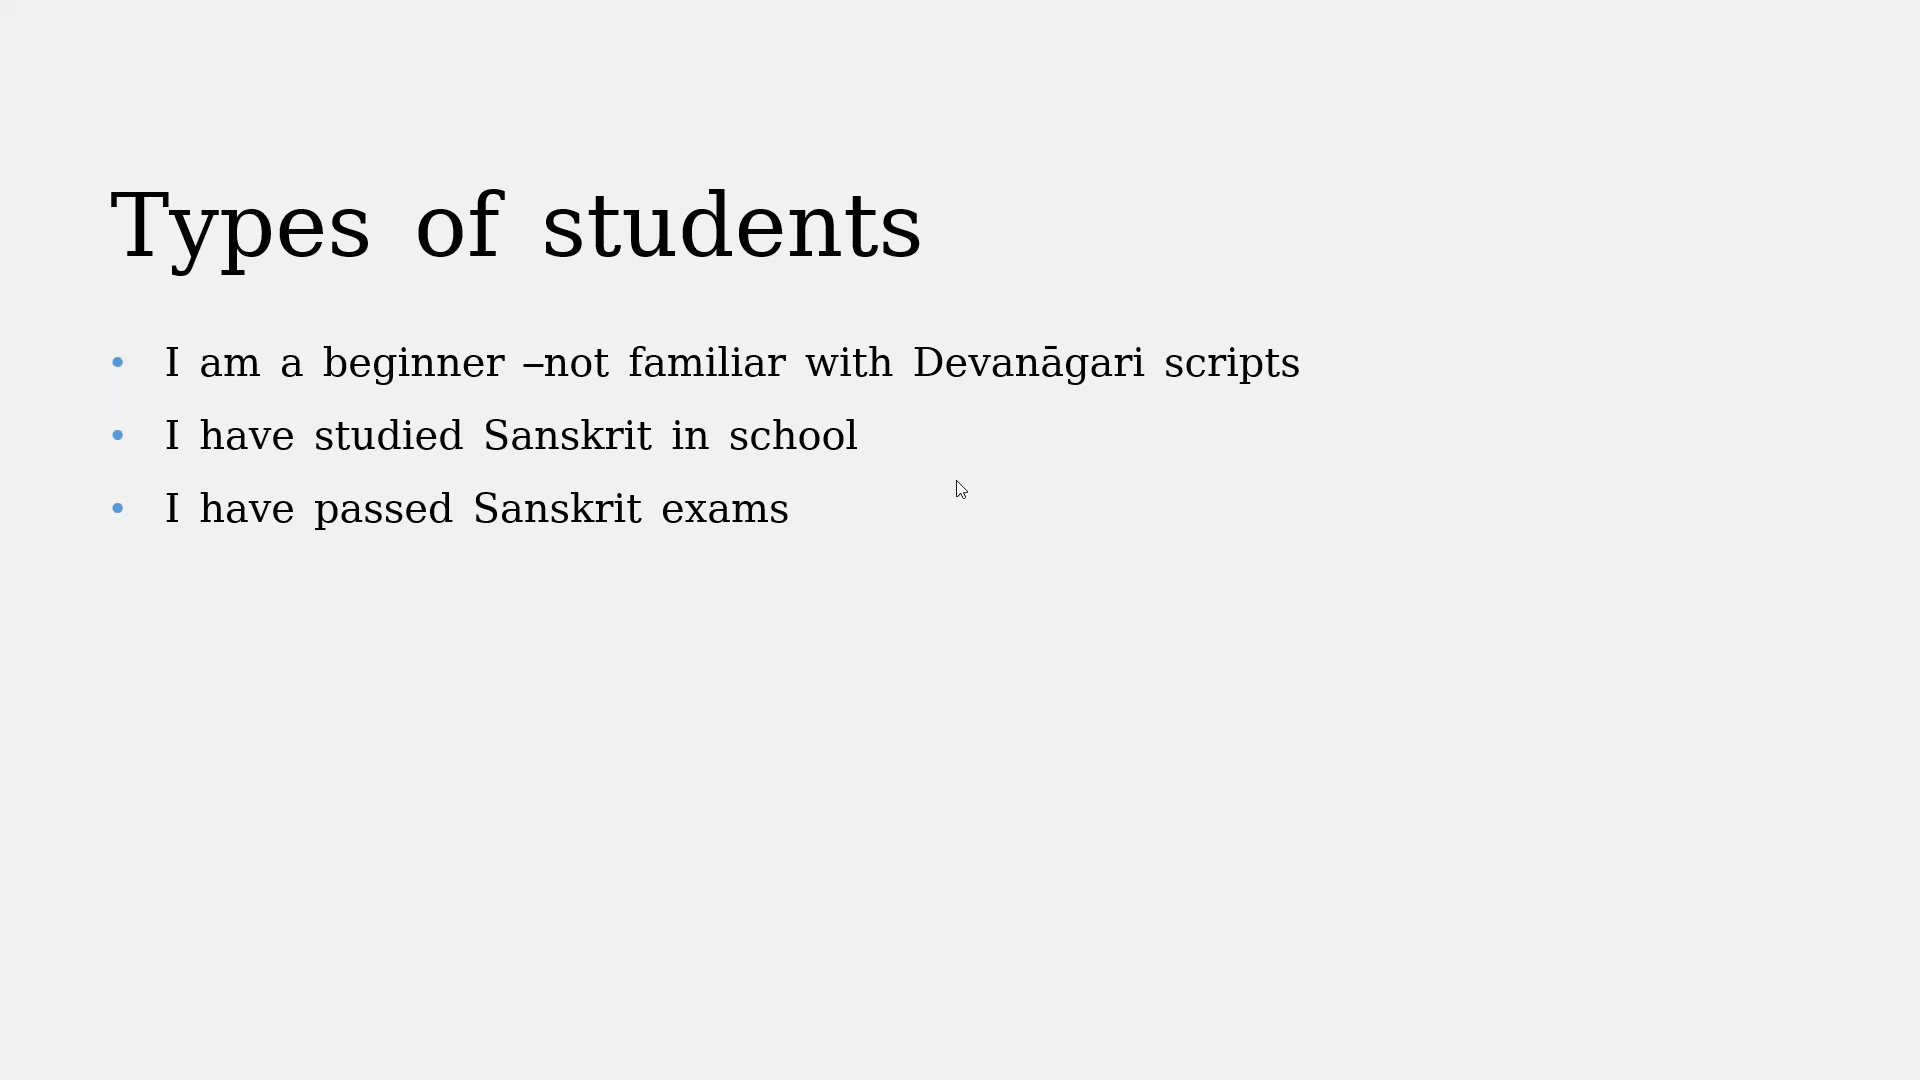 Types of students
• I am a beginner –not familiar with Devanāgari scripts
• I have studied Sanskrit in school
• I have passed Sanskrit exams